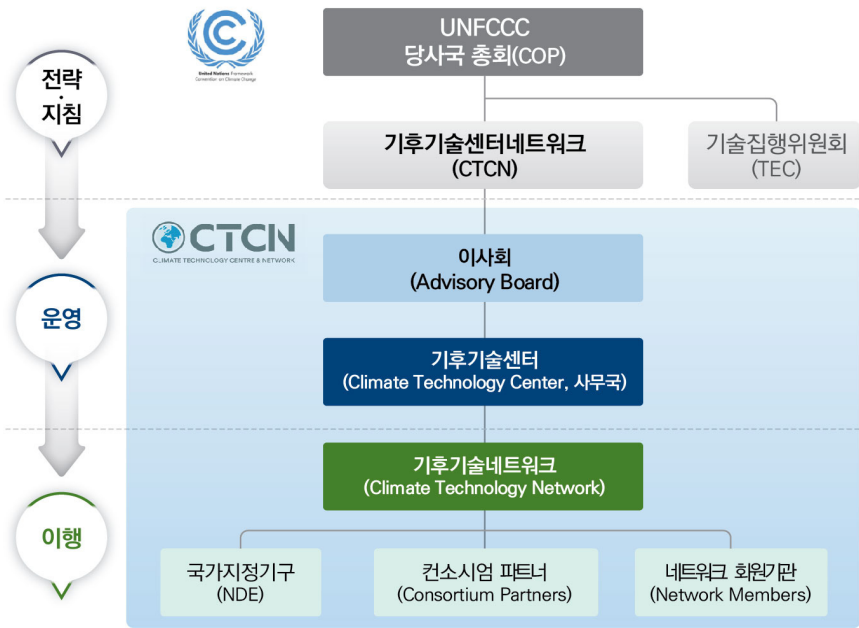 United Nations Framework
Convention on Climate Change
UNFCCC
당사국 총회(COP)
전략
·
지침
기후기술센터네트워크
(CTCN)
기술집행위원회
(TEC)
CTCN
CLIMATE TECHNOLOGY CENTRE & NETWORK
이사회
(Advisory Board)
운영
기후기술센터
(Climate Technology Center, 사무국)
기후기술네트워크
(Climate Technology Network)
이행
국가지정기구
(NDE)
컨소시엄 파트너
(Consortium Partners)
네트워크 회원기관
(Network Members)